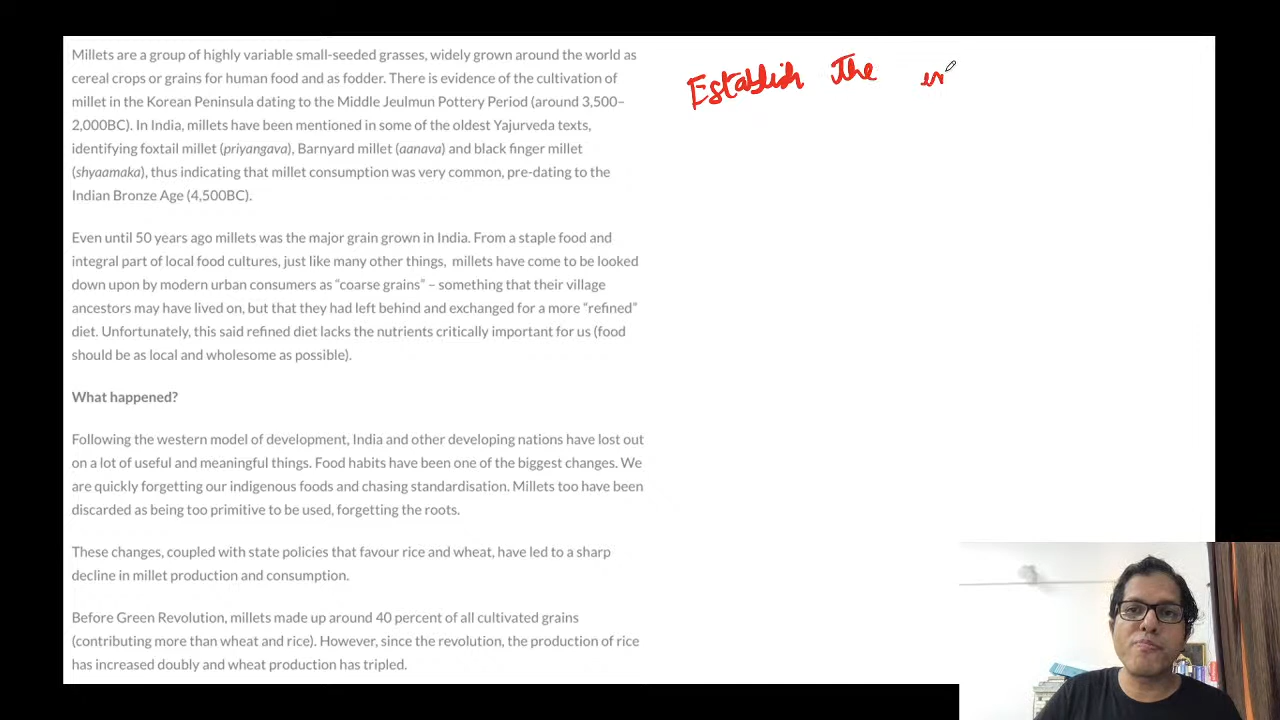 Millets are a group of highly variable small-seeded grasses, widely grown around the world as
cereal crops or grains for human food and as fodder. There is evidence of the cultivation of
millet in the Korean Peninsula dating to the Middle Jeulmun Pottery Period (around 3,500–
2,000BC). In India, millets have been mentioned in some of the oldest Yajurveda texts,
identifying foxtail millet (priyangava), Barnyard millet (aanava) and black finger millet
(shyaamaka), thus indicating that millet consumption was very common, pre-dating to the
Indian Bronze Age (4,500BC).
Even until 50 years ago millets was the major grain grown in India. From a staple food and
integral part of local food cultures, just like many other things, millets have come to be looked
down upon by modern urban consumers as “coarse grains” – something that their village
ancestors may have lived on, but that they had left behind and exchanged for a more “refined”
diet. Unfortunately, this said refined diet lacks the nutrients critically important for us (food
should be as local and wholesome as possible).
What happened?
Following the western model of development, India and other developing nations have lost out
on a lot of useful and meaningful things. Food habits have been one of the biggest changes. We
are quickly forgetting our indigenous foods and chasing standardisation. Millets too have been
discarded as being too primitive to be used, forgetting the roots.
These changes, coupled with state policies that favour rice and wheat, have led to a sharp
decline in millet production and consumption.
Before Green Revolution, millets made up around 40 percent of all cultivated grains
(contributing more than wheat and rice). However, since the revolution, the production of rice
has increased doubly and wheat production has tripled.
Establish The